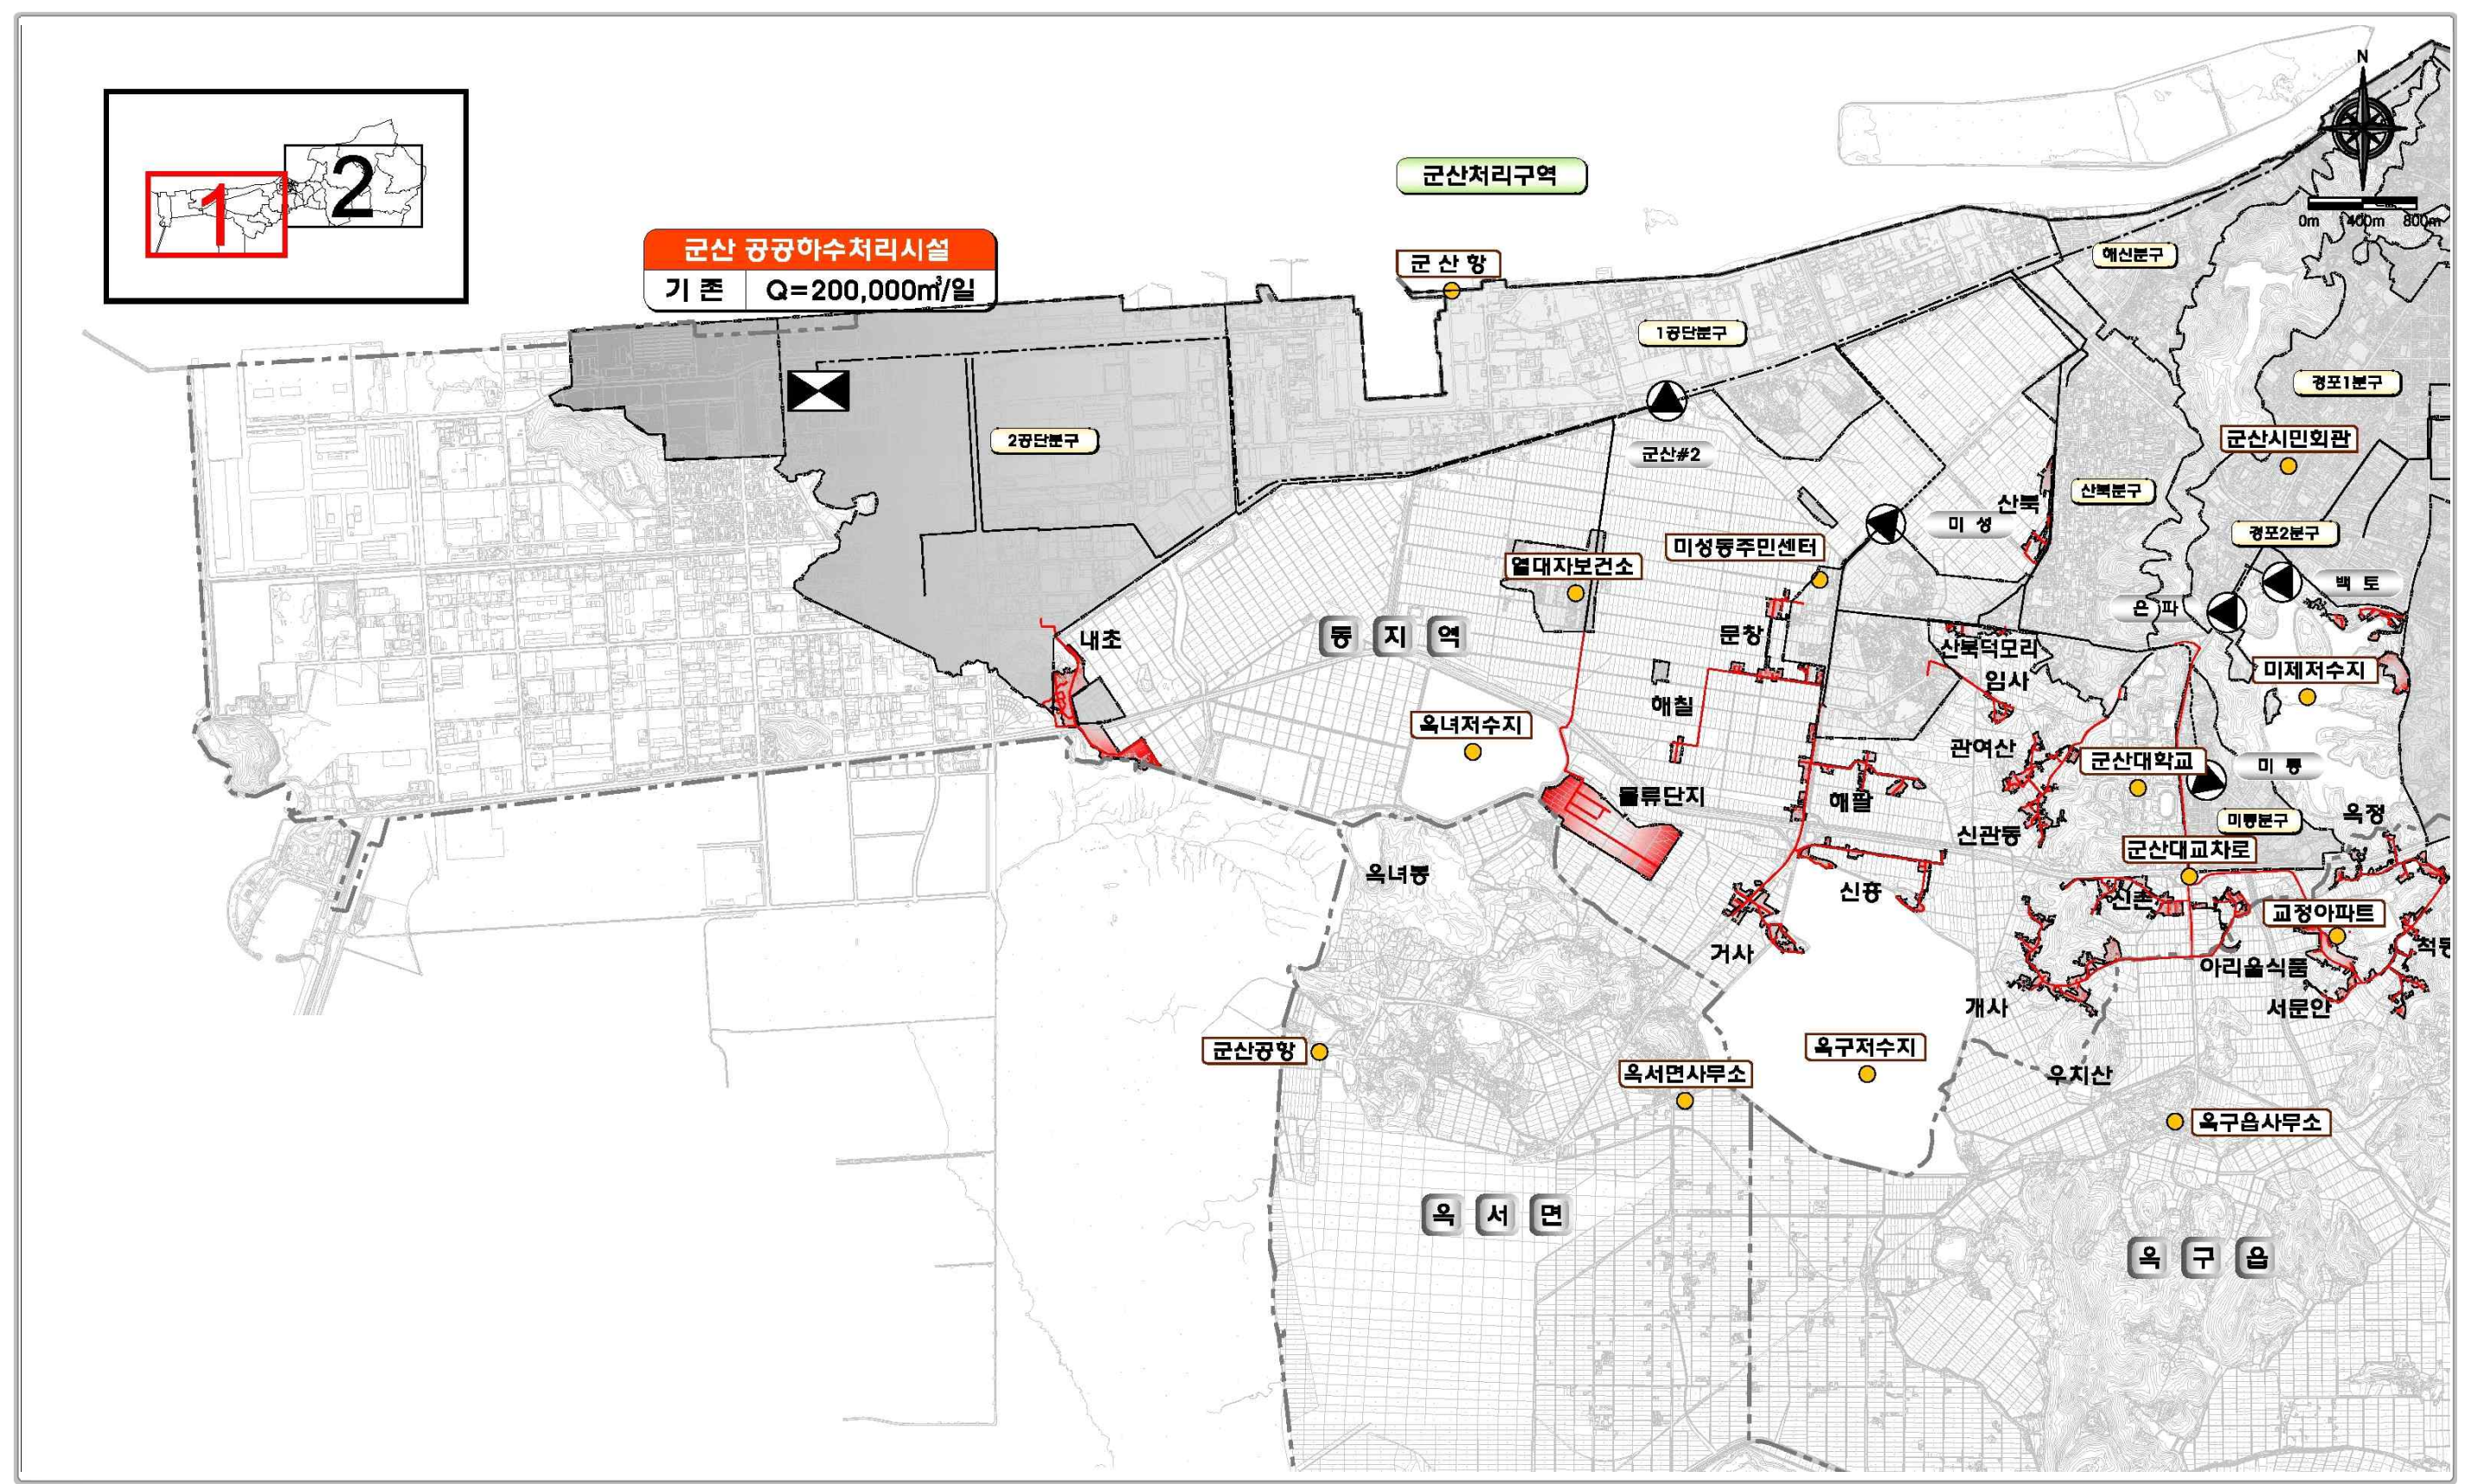 N
0m 400m 800m
1
2
군산처리구역
군산 공공하수처리시설
기 존 Q=200,000㎥/일
군 산 항
해신분구
1공단분구
경포1분구
2공단분구
군산#2
군산시민회관
산북
산북분구
미 성
미성동주민센터
경포2분구
열대자보건소
백 토
은 파
동 지 역
문창
내초
산북덕모리
임사
미제저수지
해칠
옥녀저수지
관여산
군산대학교
미 룡
물류단지
해팔
신관동
미룡분구
옥정
군산대교차로
옥녀봉
신흥
신촌
교정아파트
거사
척동
아리울식품
개사
서문안
군산공항
옥구저수지
옥서면사무소
우치산
옥구읍사무소
옥 서 면
옥 구 읍